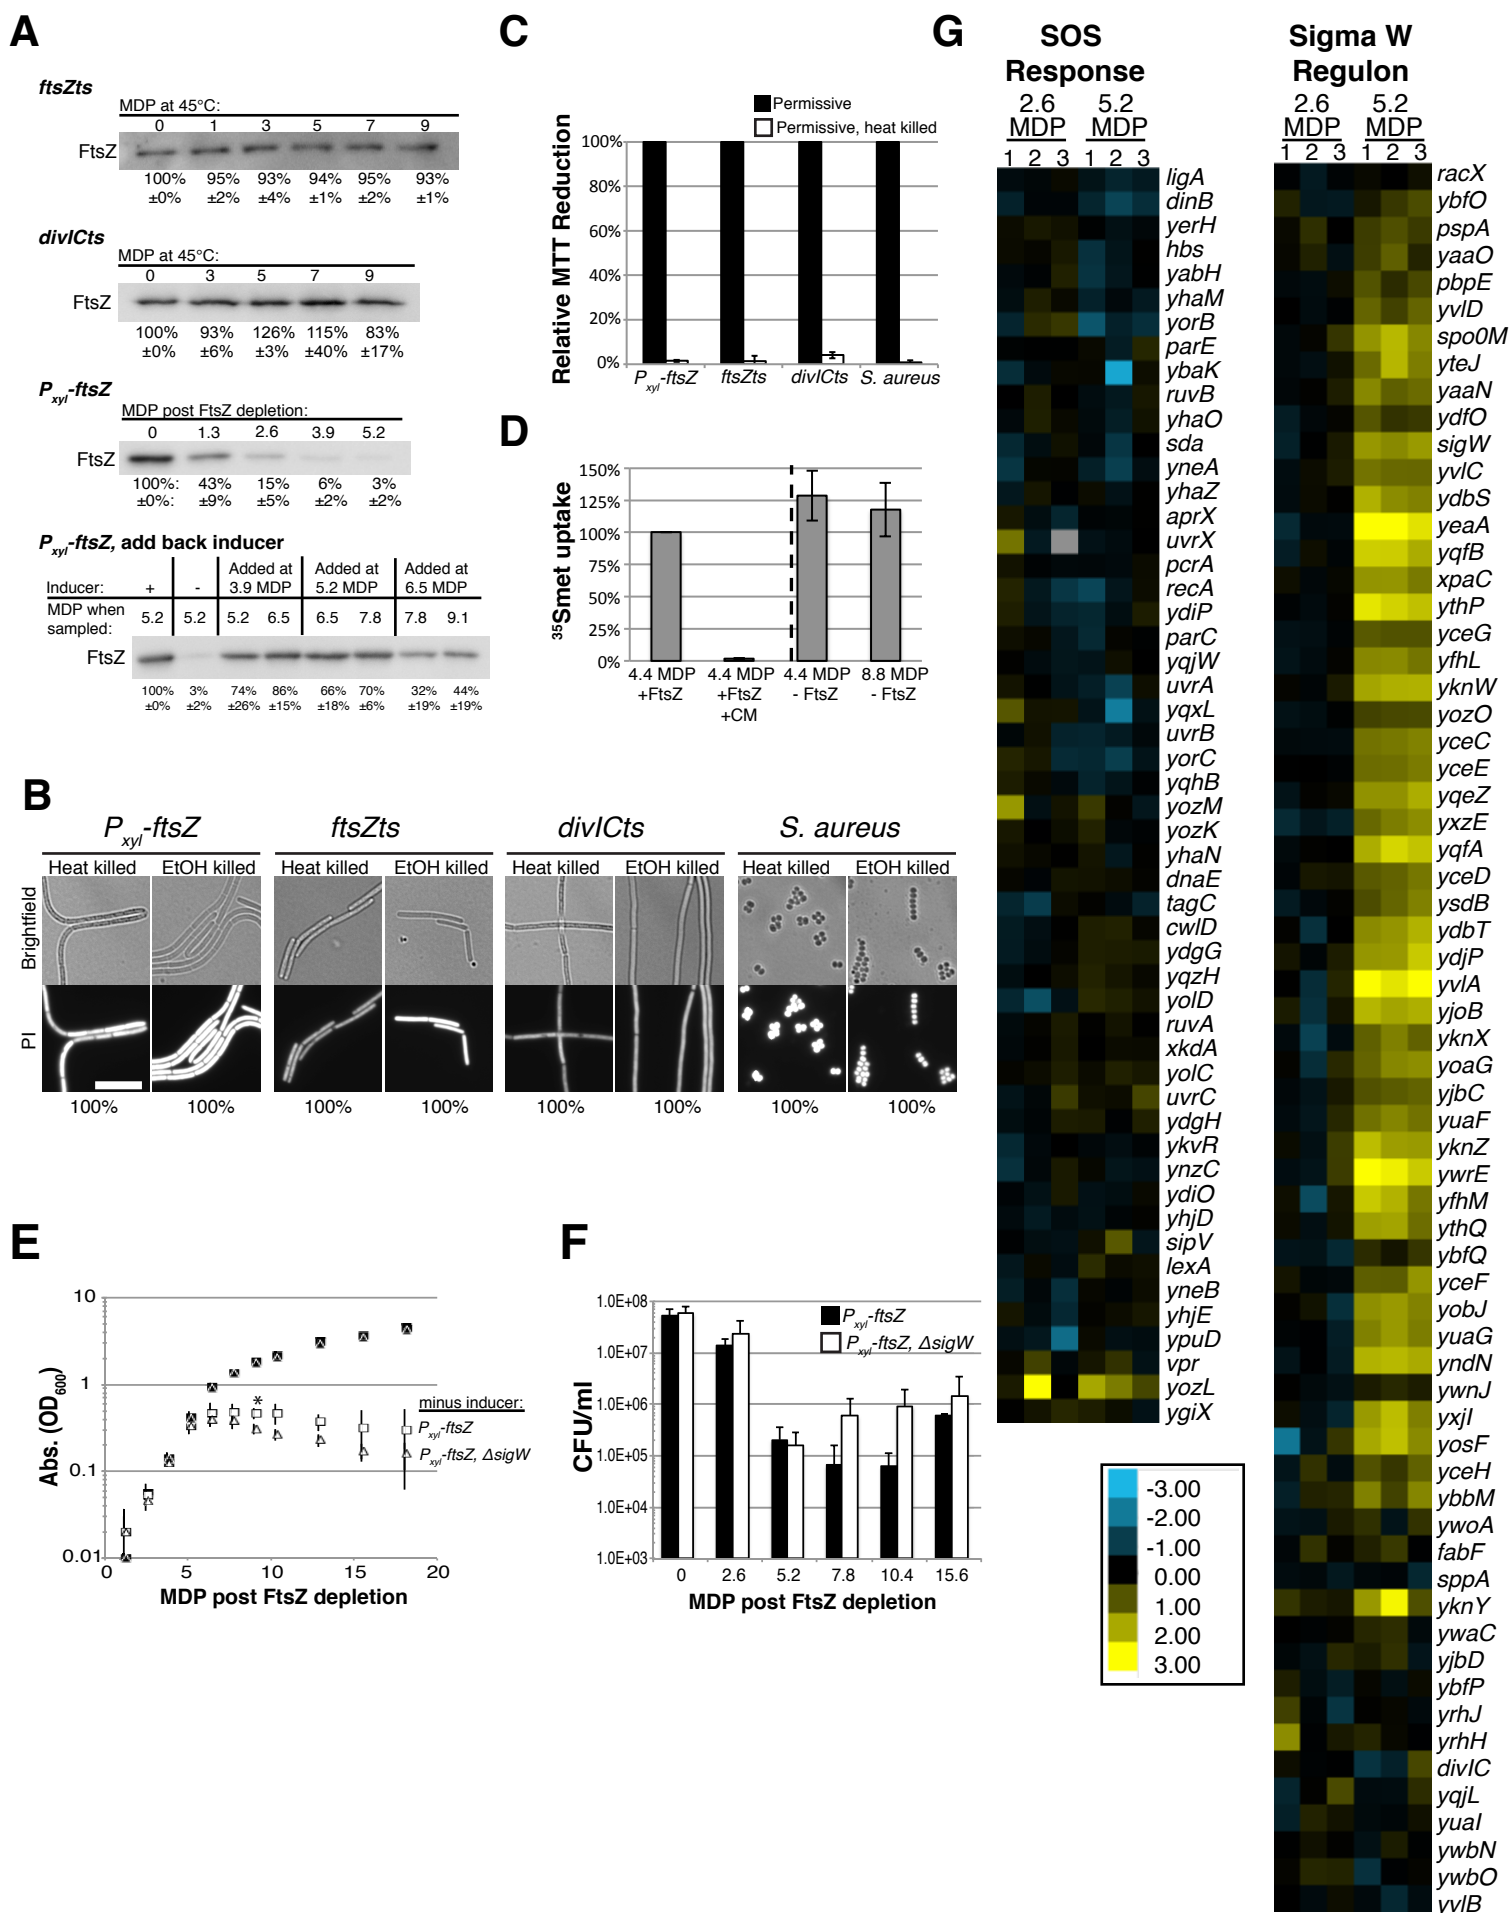 A
ftsZts
MDP at 45°C:
0 1 3 5 7 9
FtsZ
100% 95% 93% 94% 95% 93%
±0% ±2% ±4% ±1% ±2% ±1%
divICts
MDP at 45°C:
0 3 5 7 9
FtsZ
100% 93% 126% 115% 83%
±0% ±6% ±3% ±40% ±17%
Pxyl-ftsZ
MDP post FtsZ depletion:
0 1.3 2.6 3.9 5.2
FtsZ
100%: 43% 15% 6% 3%
±0%: ±9% ±5% ±2% ±2%
Pxyl-ftsZ, add back inducer
Inducer: + - Added at 3.9 MDP Added at 5.2 MDP Added at 6.5 MDP
MDP when sampled: 5.2 5.2 5.2 6.5 6.5 7.8 7.8 9.1
FtsZ
100% 3% 74% 86% 66% 70% 32% 44%
±0% ±2% ±26% ±15% ±18% ±6% ±19% ±19%
B
Pxyl-ftsZ ftsZts divICts S. aureus
Heat killed EtOH killed Heat killed EtOH killed Heat killed EtOH killed Heat killed EtOH killed
Brightfield
PI
100% 100% 100% 100% 100% 100% 100% 100%
C
Permissive
Permissive, heat killed
Relative MTT Reduction
100%
80%
60%
40%
20%
0%
Pxyl-ftsZ ftsZts divICts S. aureus
D
35Smet uptake
150%
125%
100%
75%
50%
25%
0%
4.4 MDP 4.4 MDP 4.4 MDP 8.8 MDP
+FtsZ +FtsZ - FtsZ - FtsZ
+CM
E
Abs. (OD600)
10
1
0.1
0.01
0 5 10 15 20
*
minus inducer:
Pxyl-ftsZ
Pxyl-ftsZ, ΔsigW
MDP post FtsZ depletion
F
CFU/ml
1.0E+08
1.0E+07
1.0E+06
1.0E+05
1.0E+04
1.0E+03
Pxyl-ftsZ
Pxyl-ftsZ, ΔsigW
0 2.6 5.2 7.8 10.4 15.6
MDP post FtsZ depletion
G
SOS
Response
2.6 5.2
MDP MDP
1 2 3 1 2 3
ligA
dinB
yerH
hbs
yabH
yhaM
yorB
parE
ybaK
ruvB
yhaO
sda
yneA
yhaZ
aprX
uvrX
pcrA
recA
ydiP
parC
yqjW
uvrA
yqxL
uvrB
yorC
yqhB
yozM
yozK
yhaN
dnaE
tagC
cwlD
ydgG
yqzH
yolD
ruvA
xkdA
yolC
uvrC
ydgH
ykvR
ynzC
ydiO
yhjD
sipV
lexA
yneB
yhjE
ypuD
vpr
yozL
ygiX
-3.00
-2.00
-1.00
0.00
1.00
2.00
3.00
Sigma W
Regulon
2.6 5.2
MDP MDP
1 2 3 1 2 3
racX
ybfO
pspA
yaaO
pbpE
yvlD
spo0M
yteJ
yaaN
ydfO
sigW
yvlC
ydbS
yeaA
yqfB
xpaC
ythP
yceG
yfhL
yknW
yozO
yceC
yceE
yqeZ
yxzE
yqfA
yceD
ysdB
ydbT
ydjP
yvlA
yjoB
yknX
yoaG
yjbC
yuaF
yknZ
ywrE
yfhM
ythQ
ybfQ
yceF
yobJ
yuaG
yndN
ywnJ
yxjI
yosF
yceH
ybbM
ywoA
fabF
sppA
yknY
ywaC
yjbD
ybfP
yrhJ
yrhH
divIC
yqjL
yuaI
ywbN
ywbO
yvlB